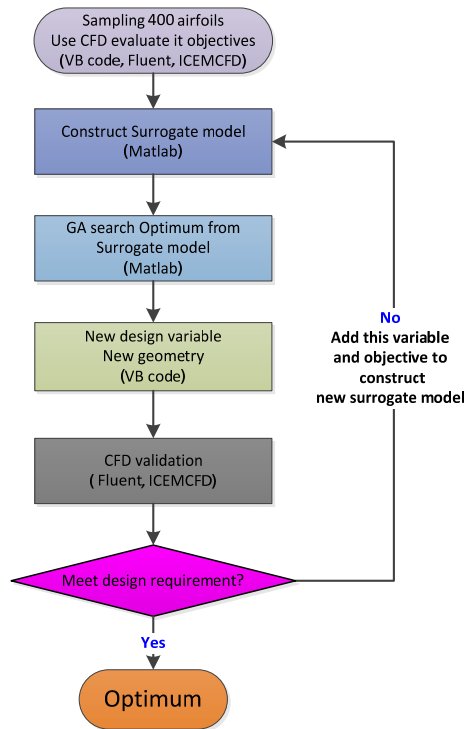 Sampling 400 airfoils
Use CFD evaluate it objectives
(VB code, Fluent, ICEMCFD)
Construct Surrogate model
(Matlab)
GA search Optimum from
Surrogate model
(Matlab)
New design variable
New geometry
(VB code)
CFD validation
( Fluent, ICEMCFD)
Meet design requirement?
No
Add this variable
and objective to
construct
new surrogate model
Yes
Optimum